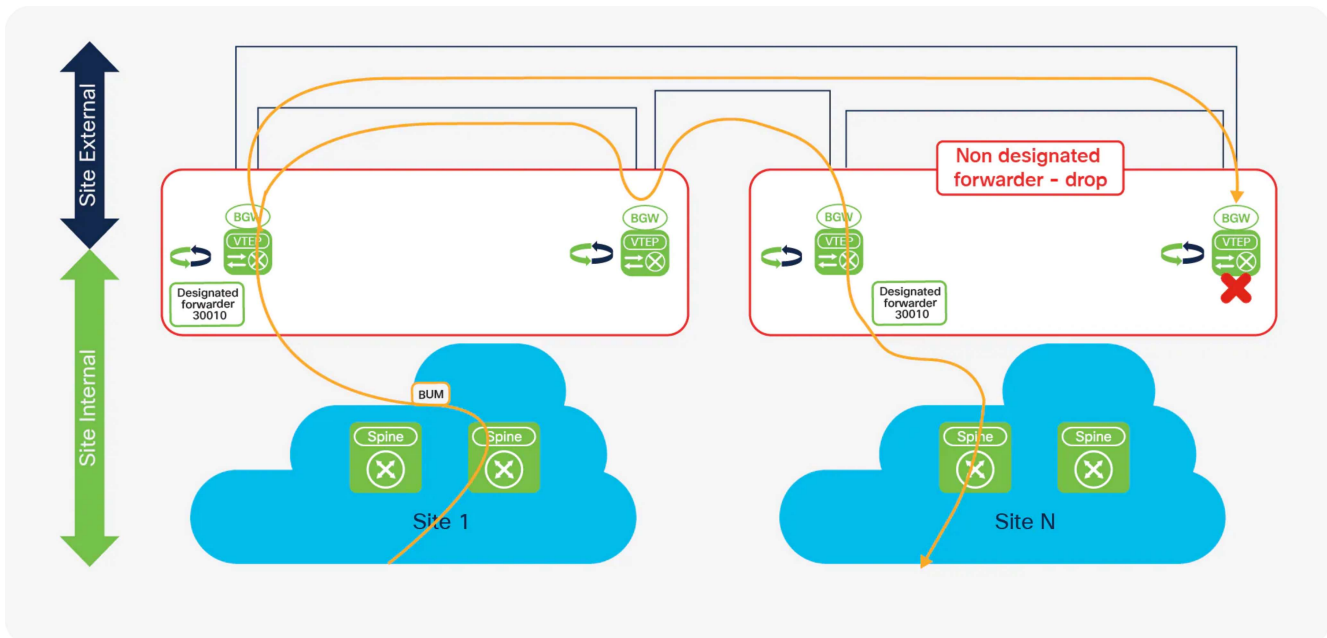 Site External
Site Internal
Non designated
forwarder - drop
BGW
VTEP
Designated
forwarder
30010
BGW
VTEP
BGW
VTEP
Designated
forwarder
30010
BGW
VTEP
BUM
Spine
Spine
Site 1
Spine
Spine
Site N